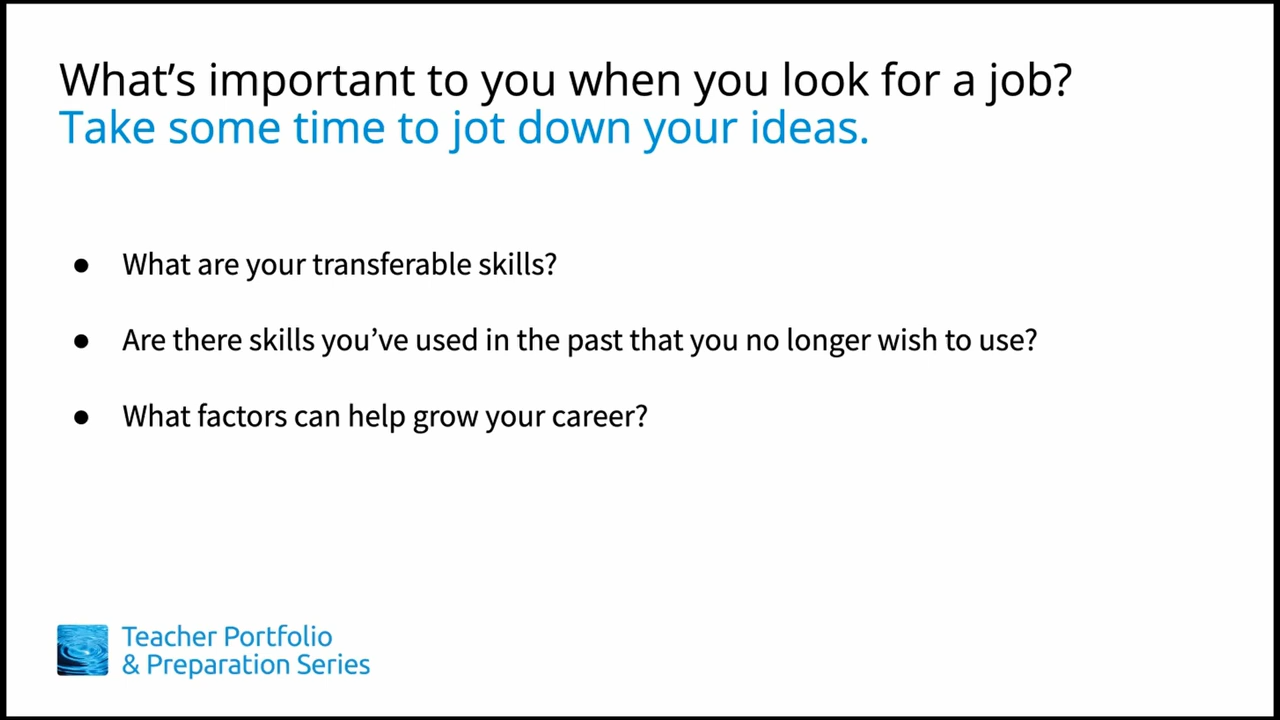 What’s important to you when you look for a job?
Take some time to jot down your ideas.
● What are your transferable skills?
● Are there skills you’ve used in the past that you no longer wish to use?
● What factors can help grow your career?
Teacher Portfolio
& Preparation Series